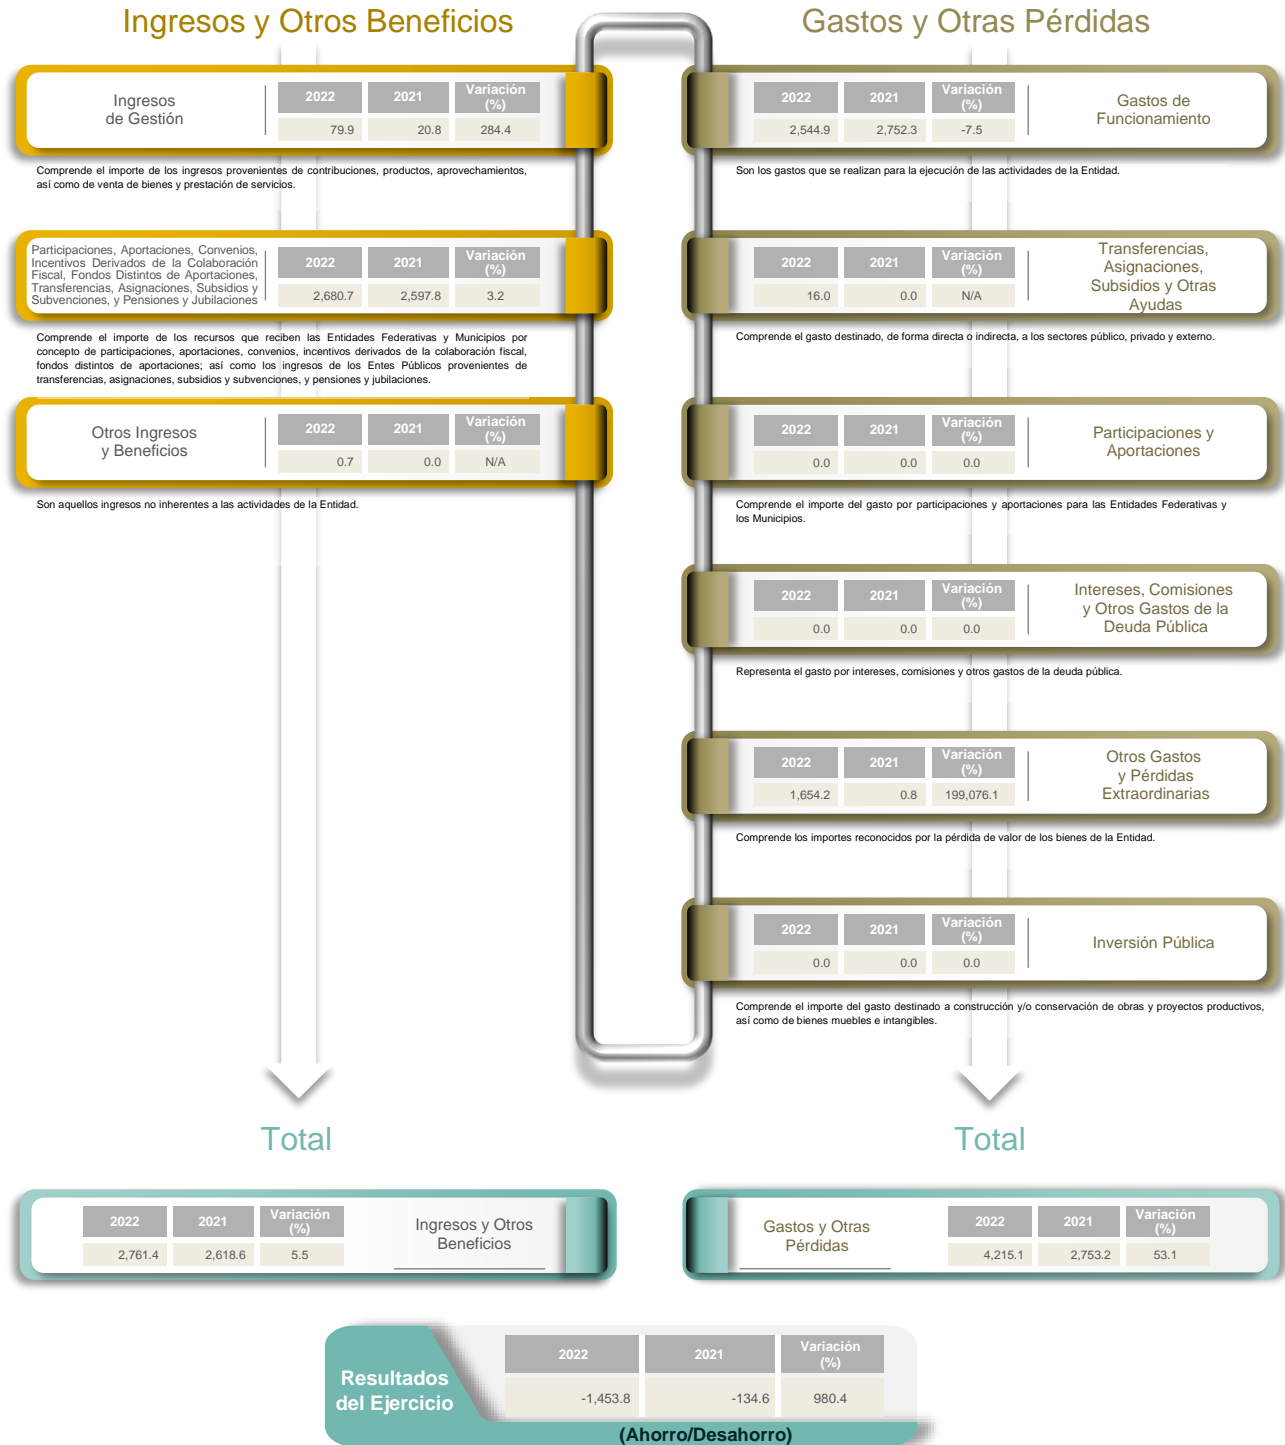 Ingresos y Otros Beneficios
Ingresos
de Gestión
2022 2021 Variación
(%)
79.9 20.8 284.4
Comprende el importe de los ingresos provenientes de contribuciones, productos, aprovechamientos,
así como de venta de bienes y prestación de servicios.
Participaciones, Aportaciones, Convenios,
Incentivos Derivados de la Colaboración
Fiscal, Fondos Distintos de Aportaciones,
Transferencias, Asignaciones, Subsidios y
Subvenciones, y Pensiones y Jubilaciones
2022 2021 Variación
(%)
2,680.7 2,597.8 3.2
Comprende el importe de los recursos que reciben las Entidades Federativas y Municipios por
concepto de participaciones, aportaciones, convenios, incentivos derivados de la colaboración fiscal,
fondos distintos de aportaciones; así como los ingresos de los Entes Públicos provenientes de
transferencias, asignaciones, subsidios y subvenciones, y pensiones y jubilaciones.
Otros Ingresos
y Beneficios
2022 2021 Variación
(%)
0.7 0.0 N/A
Son aquellos ingresos no inherentes a las actividades de la Entidad.
Gastos y Otras Pérdidas
2022 2021 Variación
(%)
2,544.9 2,752.3 -7.5
Gastos de
Funcionamiento
Son los gastos que se realizan para la ejecución de las actividades de la Entidad.
2022 2021 Variación
(%)
16.0 0.0 N/A
Transferencias,
Asignaciones,
Subsidios y Otras
Ayudas
Comprende el gasto destinado, de forma directa o indirecta, a los sectores público, privado y externo.
2022 2021 Variación
(%)
0.0 0.0 0.0
Participaciones y
Aportaciones
Comprende el importe del gasto por participaciones y aportaciones para las Entidades Federativas y
los Municipios.
2022 2021 Variación
(%)
0.0 0.0 0.0
Intereses, Comisiones
y Otros Gastos de la
Deuda Pública
Representa el gasto por intereses, comisiones y otros gastos de la deuda pública.
2022 2021 Variación
(%)
1,654.2 0.8 199,076.1
Otros Gastos
y Pérdidas
Extraordinarias
Comprende los importes reconocidos por la pérdida de valor de los bienes de la Entidad.
2022 2021 Variación
(%)
0.0 0.0 0.0
Inversión Pública
Comprende el importe del gasto destinado a construcción y/o conservación de obras y proyectos productivos,
así como de bienes muebles e intangibles.
Total
2022 2021 Variación
(%)
2,761.4 2,618.6 5.5
Ingresos y Otros
Beneficios
Total
Gastos y Otras
Pérdidas
2022 2021 Variación
(%)
4,215.1 2,753.2 53.1
Resultados
del Ejercicio
2022 2021 Variación
(%)
-1,453.8 -134.6 980.4
(Ahorro/Desahorro)